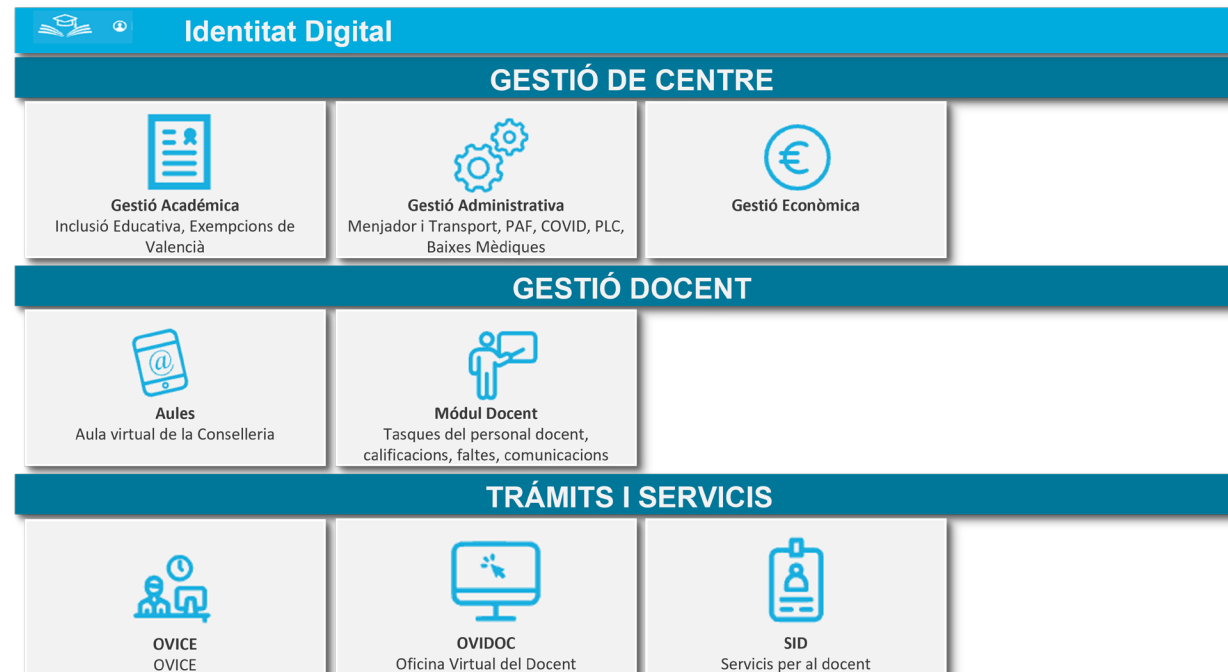 Identitat Digital
GESTIÓ DE CENTRE
Gestió Académica
Inclusió Educativa, Exempcions de
Valencià
Gestió Administrativa
Menjador i Transport, PAF, COVID, PLC,
Baixes Mèdiques
€
Gestió Econòmica
GESTIÓ DOCENT
@
Aules
Aula virtual de la Conselleria
Módul Docent
Tasques del personal docent,
calificacions, faltes, comunicacions
TRÁMITS I SERVICIS
OVICE
OVICE
OVIDOC
Oficina Virtual del Docent
SID
Servicis per al docent